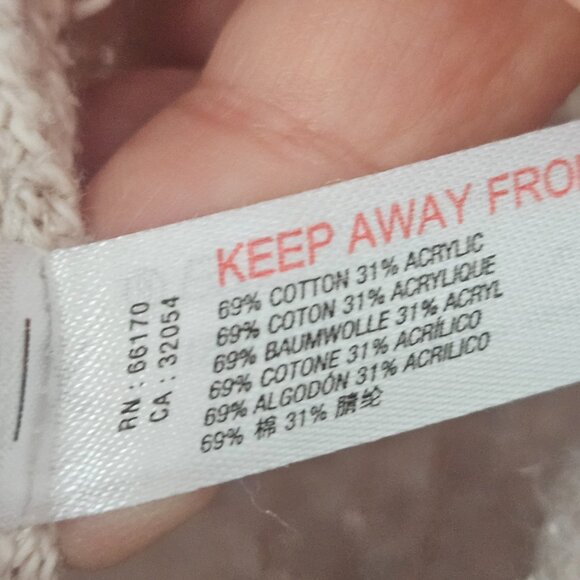 KEEP AWAY FRO
69% COTTON 31% ACRYLIC
69% COTON 31% ACRYLIQUE
69% BAUMWOLLE 31% ACRYL
69% COTONE 31% ACRÍLICO
69% ALGODÓN 31% ACRILICO
69% 棉 31% 腈纶
RN : 66170
CA : 32054